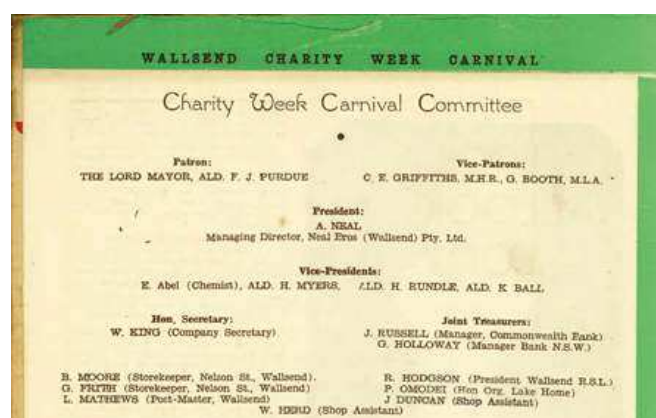 WALLSEND CHARITY WEEK CARNIVAL
Charity Week Carnival Committee
Patron:
THE LORD MAYOR, ALD. F. J. PURDUE
Vice-Patrons:
C. E. GRIFFITHS, M.H.R., G. BOOTH, M.L.A.
President:
A. NEAL
Managing Director, Neal Bros (Wallsend) Pty. Ltd.
Vice-Presidents:
E. Abel (Chemist), ALD. H. MYERS, ALD. H. RUNDLE, ALD. K BALL
Hon. Secretary:
W. KING (Company Secretary)
Joint Treasurers:
J. RUSSELL (Manager, Commonwealth Bank)
G. HOLLOWAY (Manager Bank N.S.W.)
B. MOORE (Storekeeper, Nelson St., Wallsend).
G. FRITH (Storekeeper, Nelson St., Wallsend)
L. MATHEWS (Post-Master, Wallsend)
R. HODGSON (President Wallsend R.S.L.)
P. OMODEI (Hon Org. Lake Home)
J DUNCAN (Shop Assistant)
W. HERD (Shop Assistant)